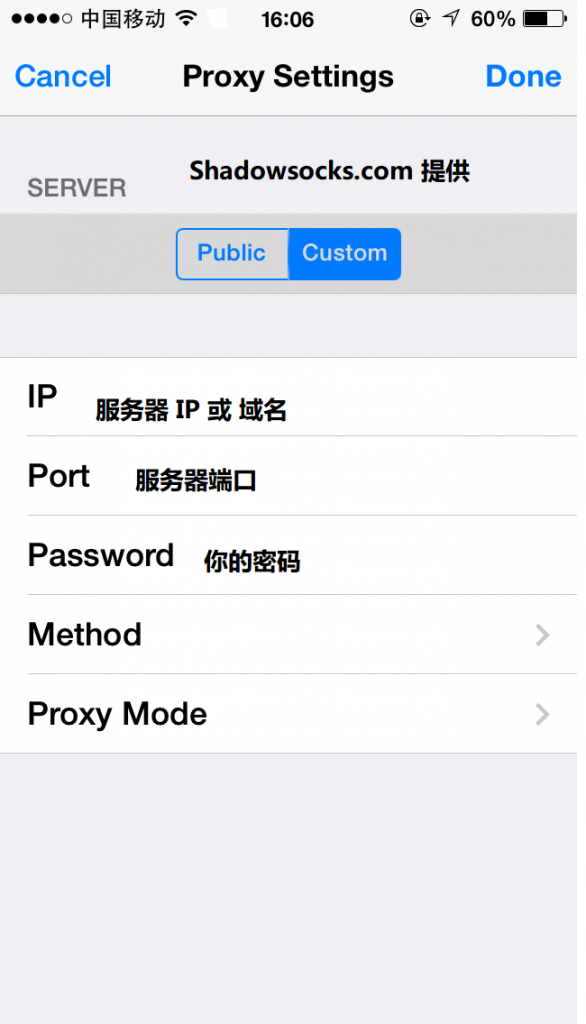 中国移动 16:06 60%
Cancel Proxy Settings Done
Shadowsocks.com 提供
SERVER
Public Custom
IP 服务器 IP 或 域名
Port 服务器端口
Password 你的密码
Method
Proxy Mode